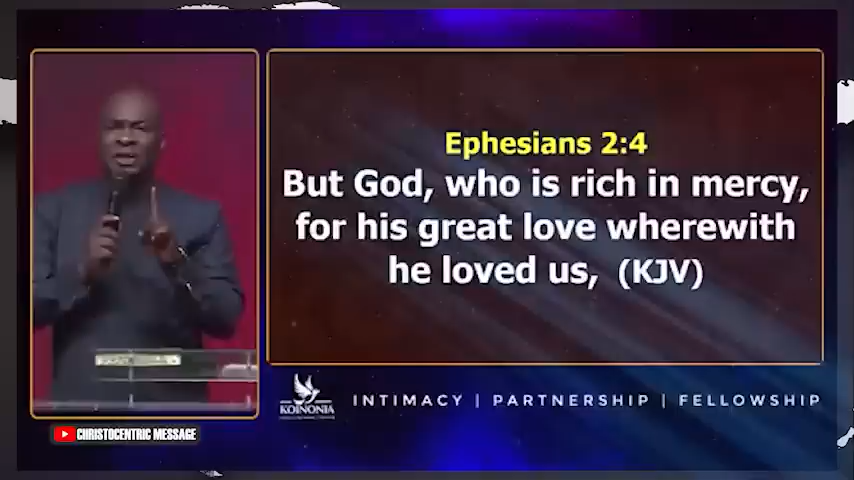 Ephesians 2:4
But God, who is rich in mercy,
for his great love wherewith
he loved us, (KJV)
KOINONIA
INTIMACY | PARTNERSHIP | FELLOWSHIP
CHRISTOCENTRIC MESSAGE